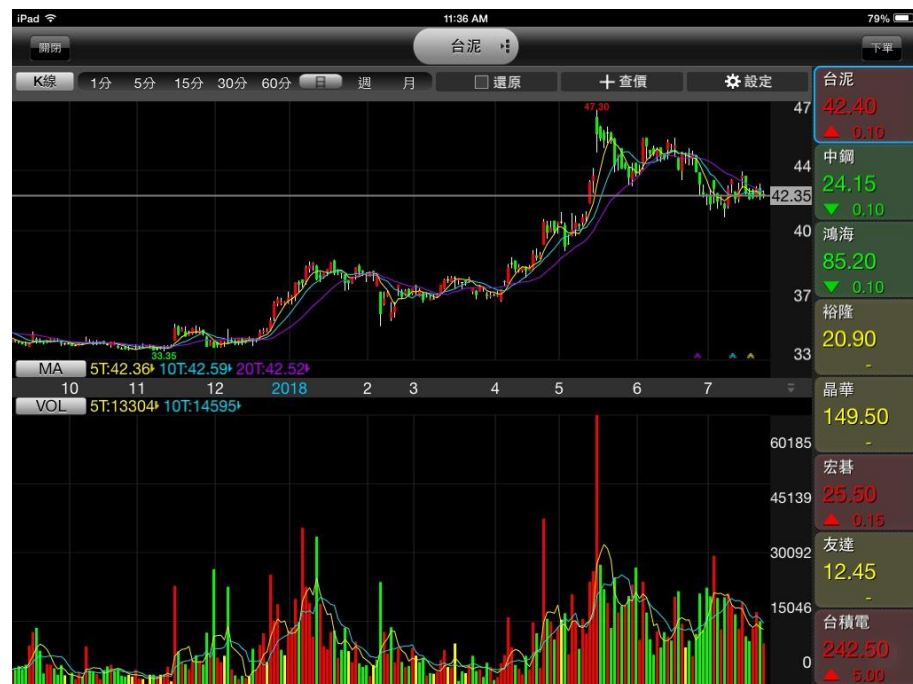 iPad 11:36 AM 79%
關閉 台泥 下單
K線 1分 5分 15分 30分 60分 日 週 月 還原 查價 設定
台泥
42.40
0.10
中鋼
24.15
0.10
鴻海
85.20
0.10
裕隆
20.90
-
晶華
149.50
-
宏碁
25.50
0.15
友達
12.45
-
台積電
242.50
5.00
47.30
47
44
42.35
40
37
33
33.35
MA 5T:42.36 10T:42.59 20T:42.52
10 11 12 2018 2 3 4 5 6 7
VOL 5T:13304 10T:14595
60185
45139
30092
15046
0